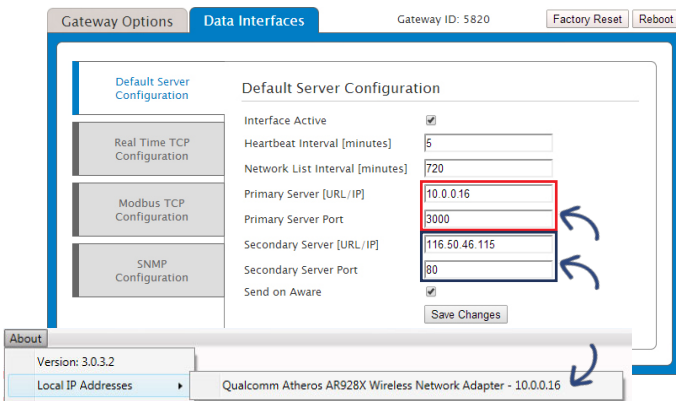 Gateway Options Data Interfaces Gateway ID: 5820 Factory Reset Reboot
Default Server
Configuration
Real Time TCP
Configuration
Modbus TCP
Configuration
SNMP
Configuration
Default Server Configuration
Interface Active
Heartbeat Interval [minutes] 5
Network List Interval [minutes] 720
Primary Server [URL/IP] 10.0.0.16
Primary Server Port 3000
Secondary Server [URL/IP] 116.50.46.115
Secondary Server Port 80
Send on Aware
Save Changes
About
Version: 3.0.3.2
Local IP Addresses Qualcomm Atheros AR928X Wireless Network Adapter - 10.0.0.16